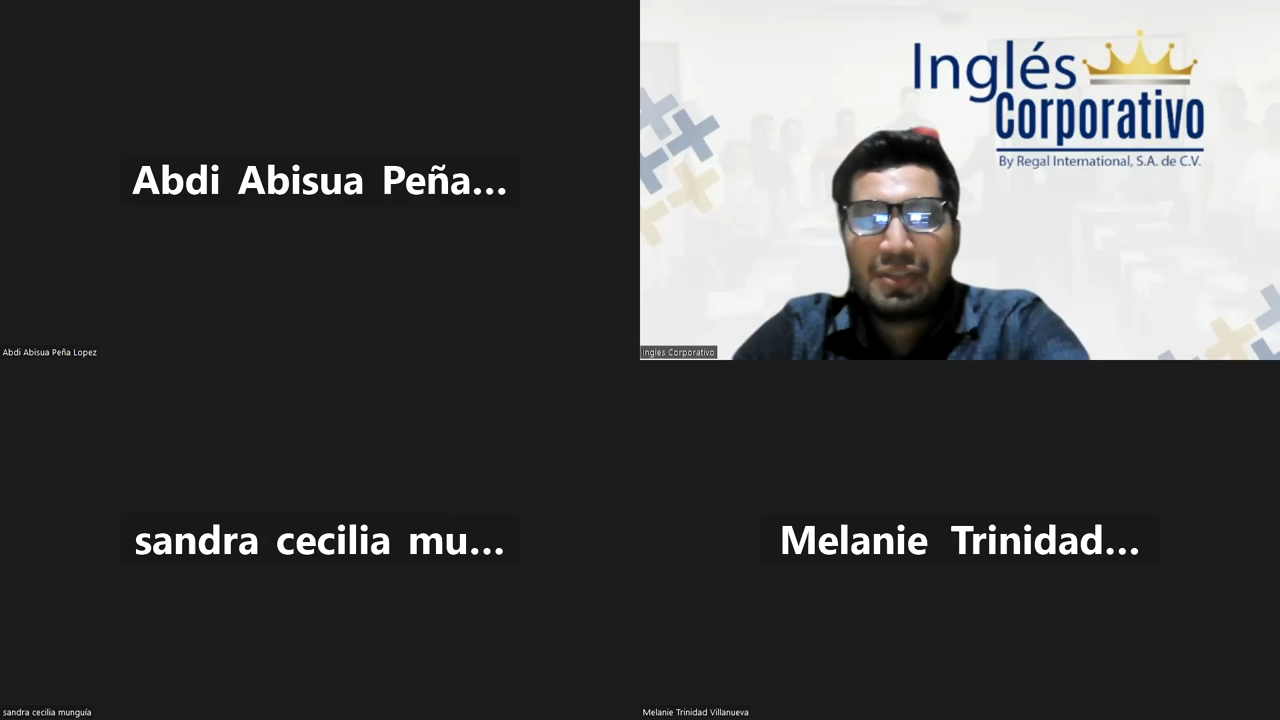 Abdi Abisua Peña...
Abdi Abisua Peña Lopez
Inglés
Corporativo
By Regal International, S.A. de C.V.
Ingles Corporativo
sandra cecilia mu...
sandra cecilia munguía
Melanie Trinidad...
Melanie Trinidad Villanueva